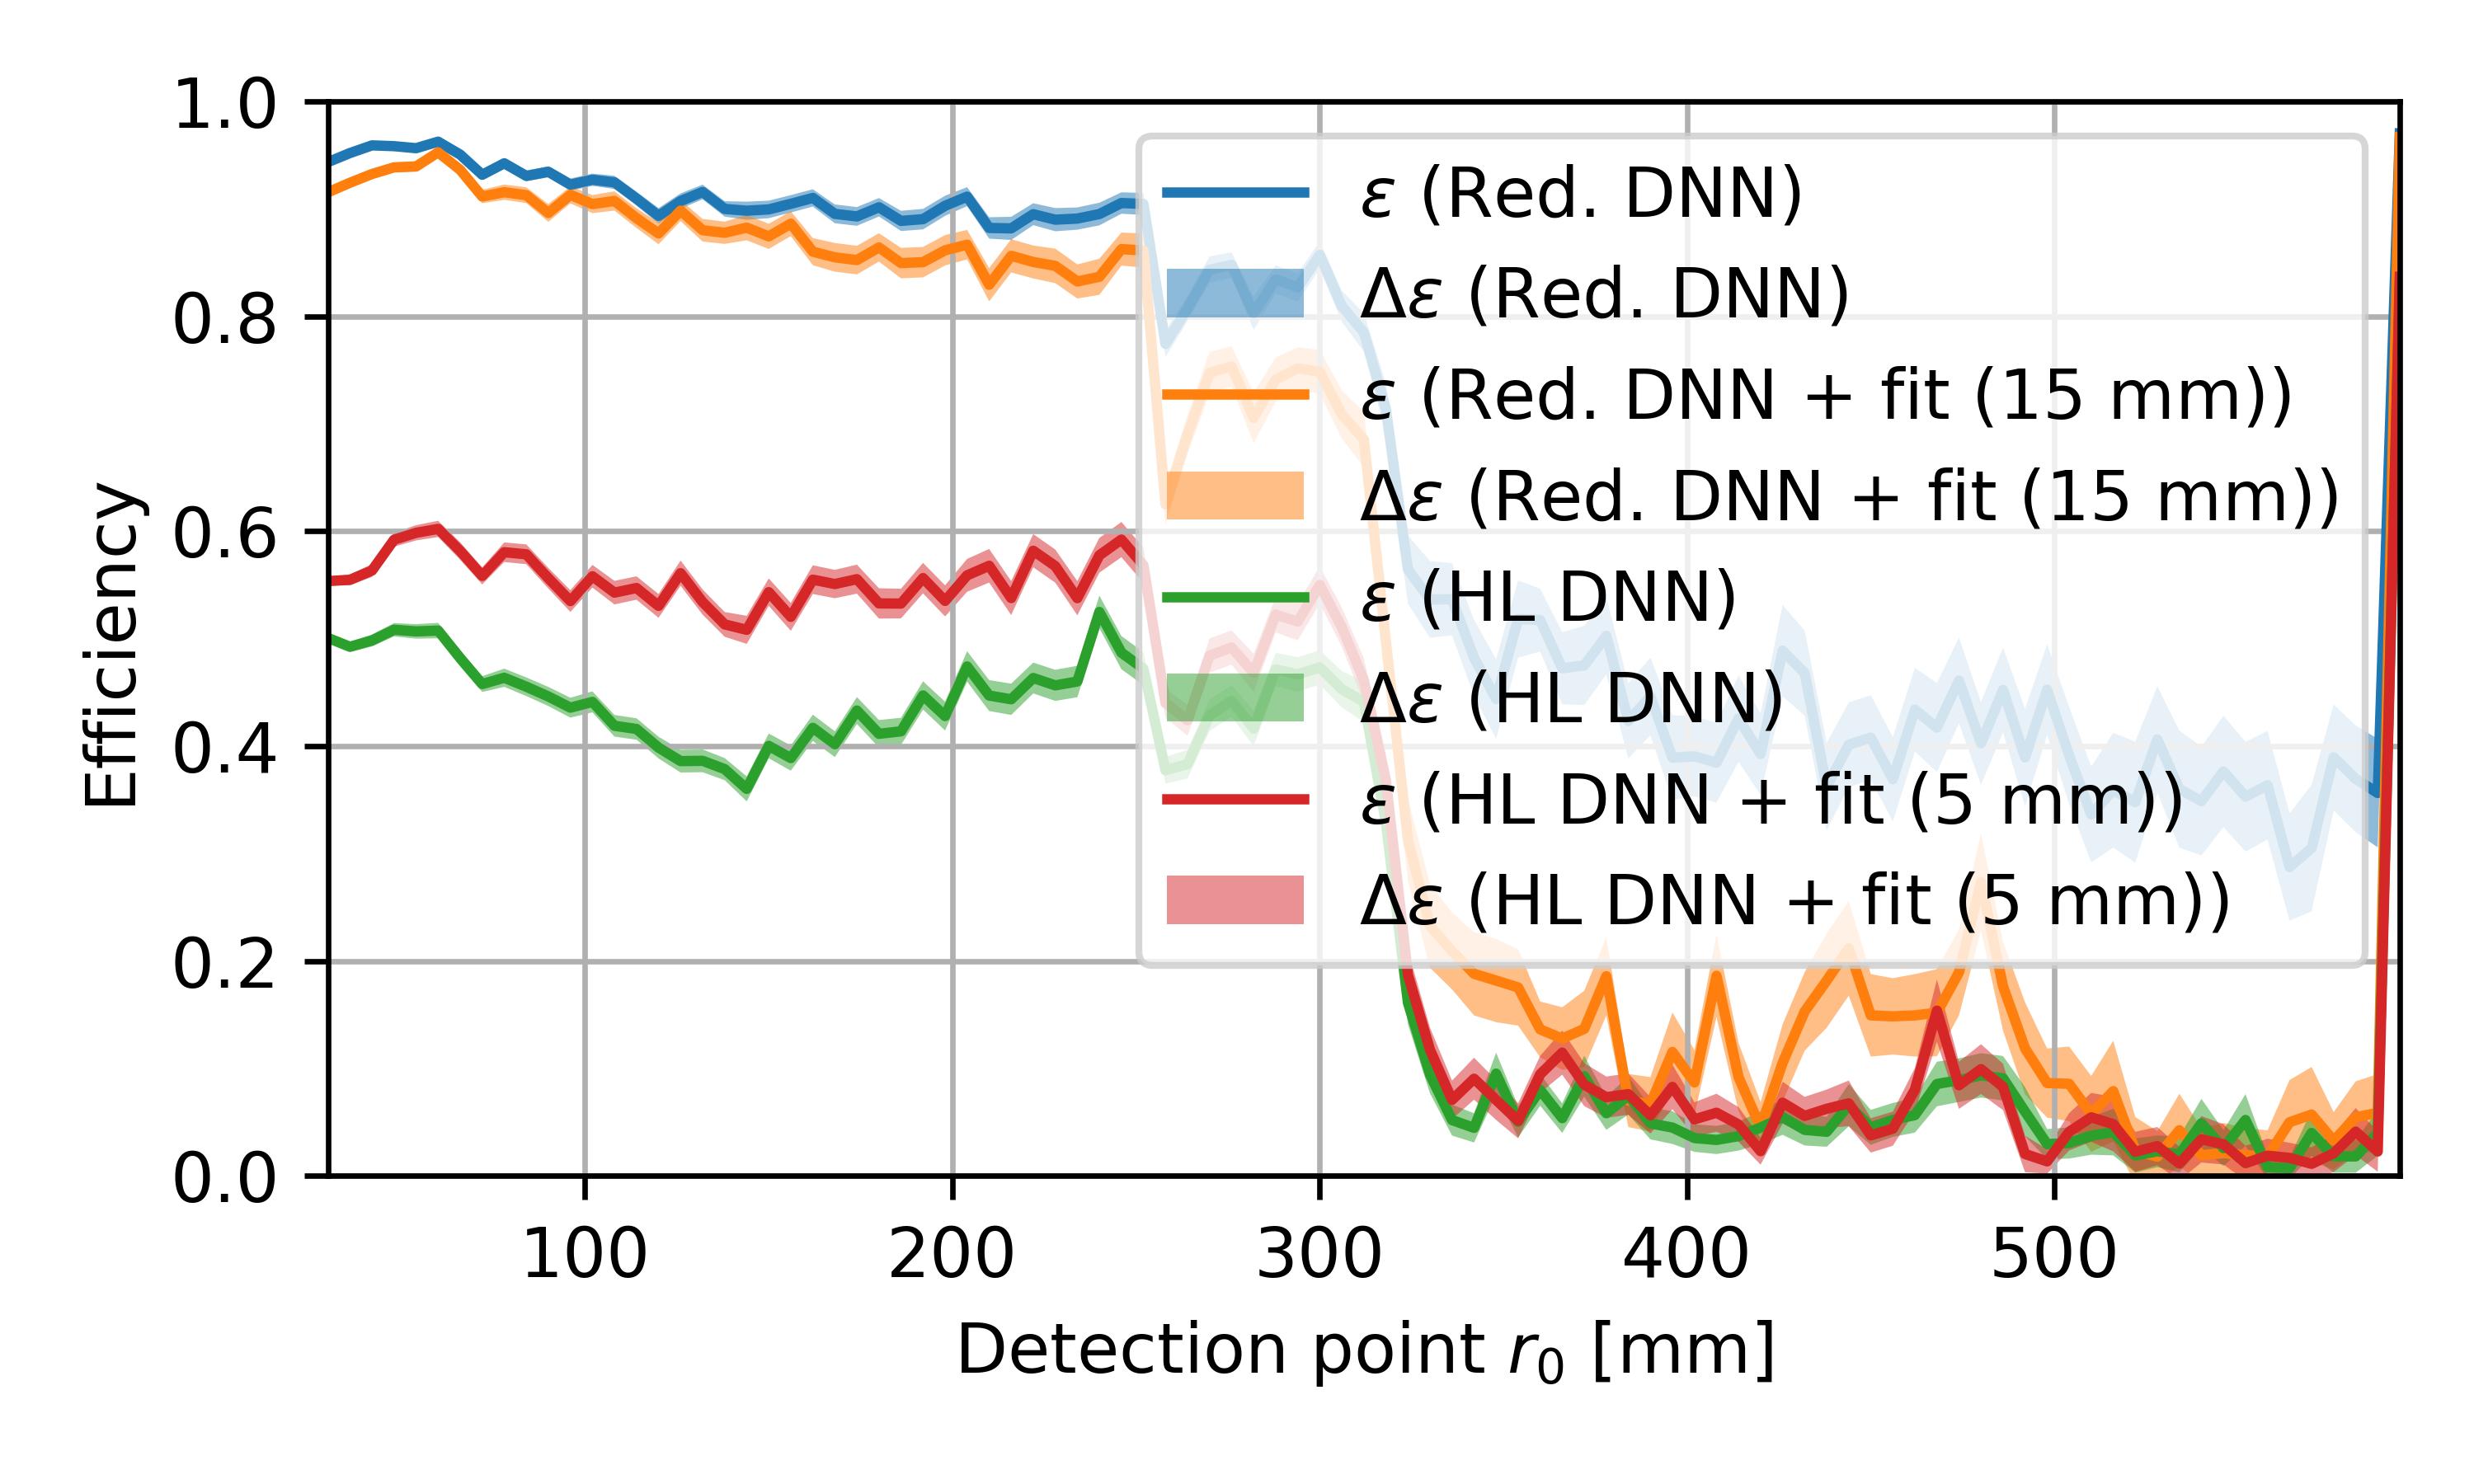 1.0
0.8
0.6
0.4
0.2
0.0
Efficiency
ε (Red. DNN)
Δε (Red. DNN)
ε (Red. DNN + fit (15 mm))
Δε (Red. DNN + fit (15 mm))
ε (HL DNN)
Δε (HL DNN)
ε (HL DNN + fit (5 mm))
Δε (HL DNN + fit (5 mm))
100 200 300 400 500
Detection point r₀ [mm]